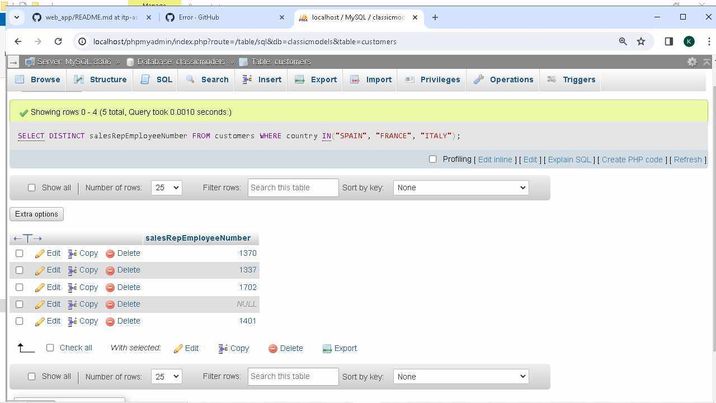 Manage
web_app/README.md at itp-a:
Error - GitHub
localhost / MySQL / classicmode
localhost/phpmyadmin/index.php?route=/table/sql&db=classicmodels&table=customers
K
Server: MySQL:3306 » Database: classicmodels » Table: customers
Browse Structure SQL Search Insert Export Import Privileges Operations Triggers
Showing rows 0 - 4 (5 total, Query took 0.0010 seconds.)
SELECT DISTINCT salesRepEmployeeNumber FROM customers WHERE country IN("SPAIN", "FRANCE", "ITALY");
Profiling [ Edit inline ] [ Edit ] [ Explain SQL ] [ Create PHP code ] [ Refresh ]
Show all Number of rows: 25 Filter rows: Search this table Sort by key: None
Extra options
←T→ salesRepEmployeeNumber
Edit Copy Delete 1370
Edit Copy Delete 1337
Edit Copy Delete 1702
Edit Copy Delete NULL
Edit Copy Delete 1401
Check all With selected: Edit Copy Delete Export
Show all Number of rows: 25 Filter rows: Search this table Sort by key: None